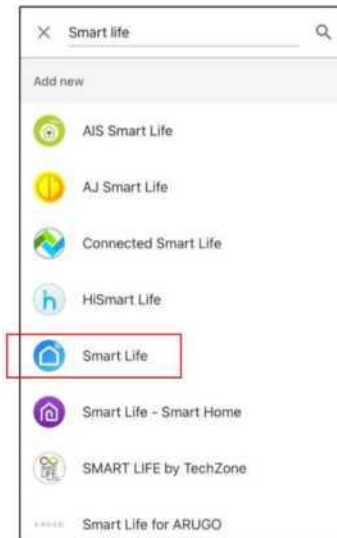 Smart life
Add new
AIS Smart Life
AJ Smart Life
Connected Smart Life
h HiSmart Life
Smart Life
Smart Life - Smart Home
SMART LIFE by TechZone
Smart Life for ARUGO